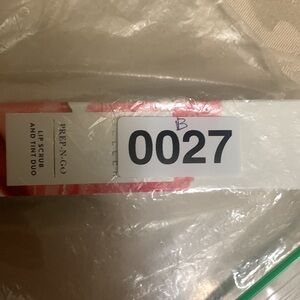 B
0027
PREP-N-GO
LIP SCRUB
AND TINT DUO